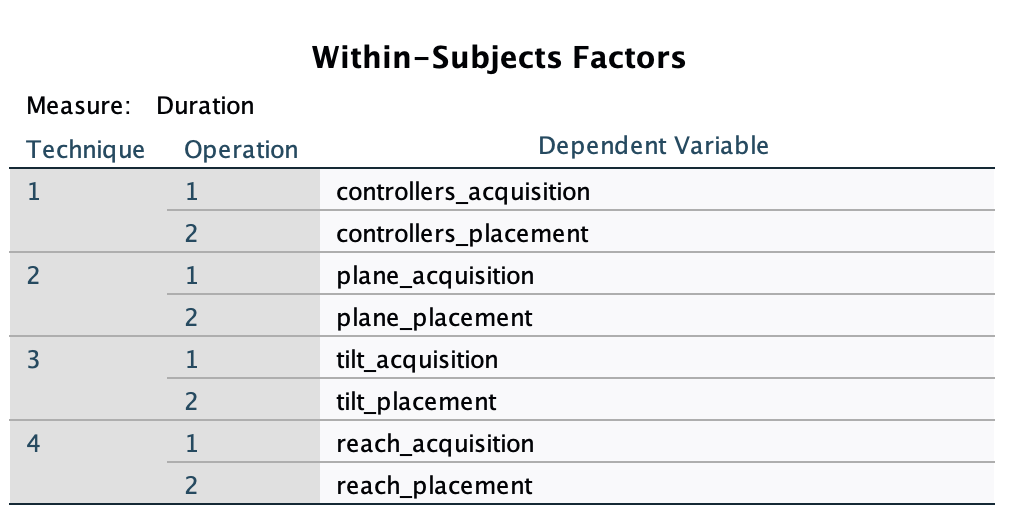 Within-Subjects Factors
Measure: Duration
Technique Operation Dependent Variable
1 1 controllers_acquisition
2 controllers_placement
2 1 plane_acquisition
2 plane_placement
3 1 tilt_acquisition
2 tilt_placement
4 1 reach_acquisition
2 reach_placement